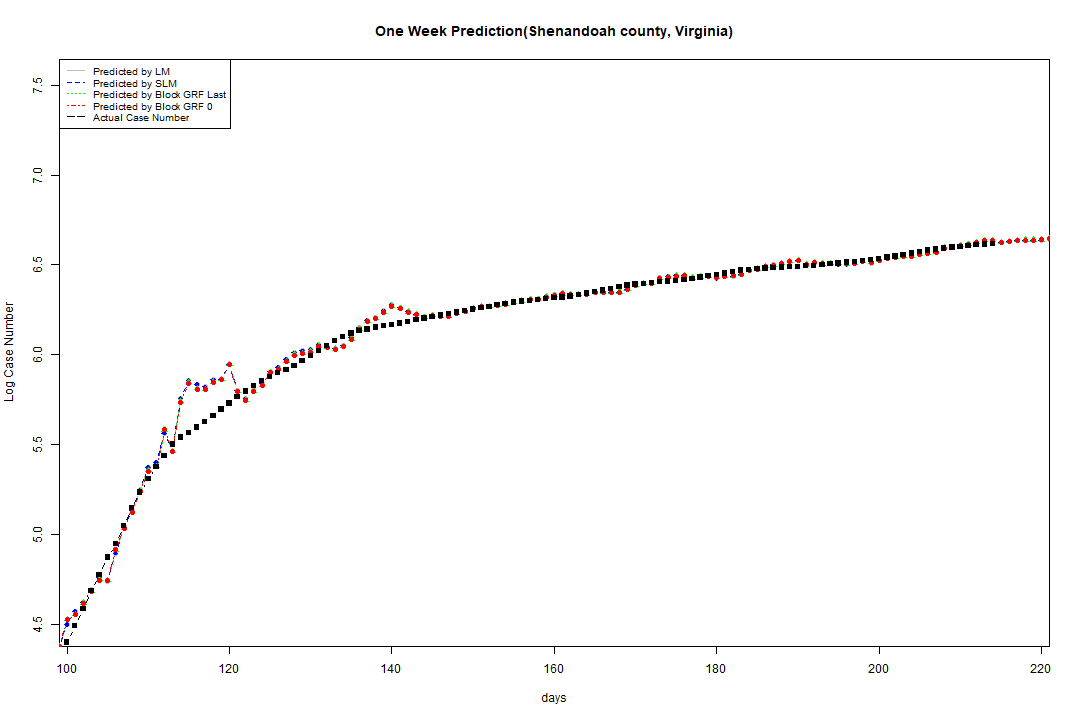 One Week Prediction(Shenandoah county, Virginia)
Predicted by LM
Predicted by SLM
Predicted by Block GRF Last
Predicted by Block GRF 0
Actual Case Number
7.5
7.0
6.5
6.0
5.5
5.0
4.5
Log Case Number
100 120 140 160 180 200 220
days